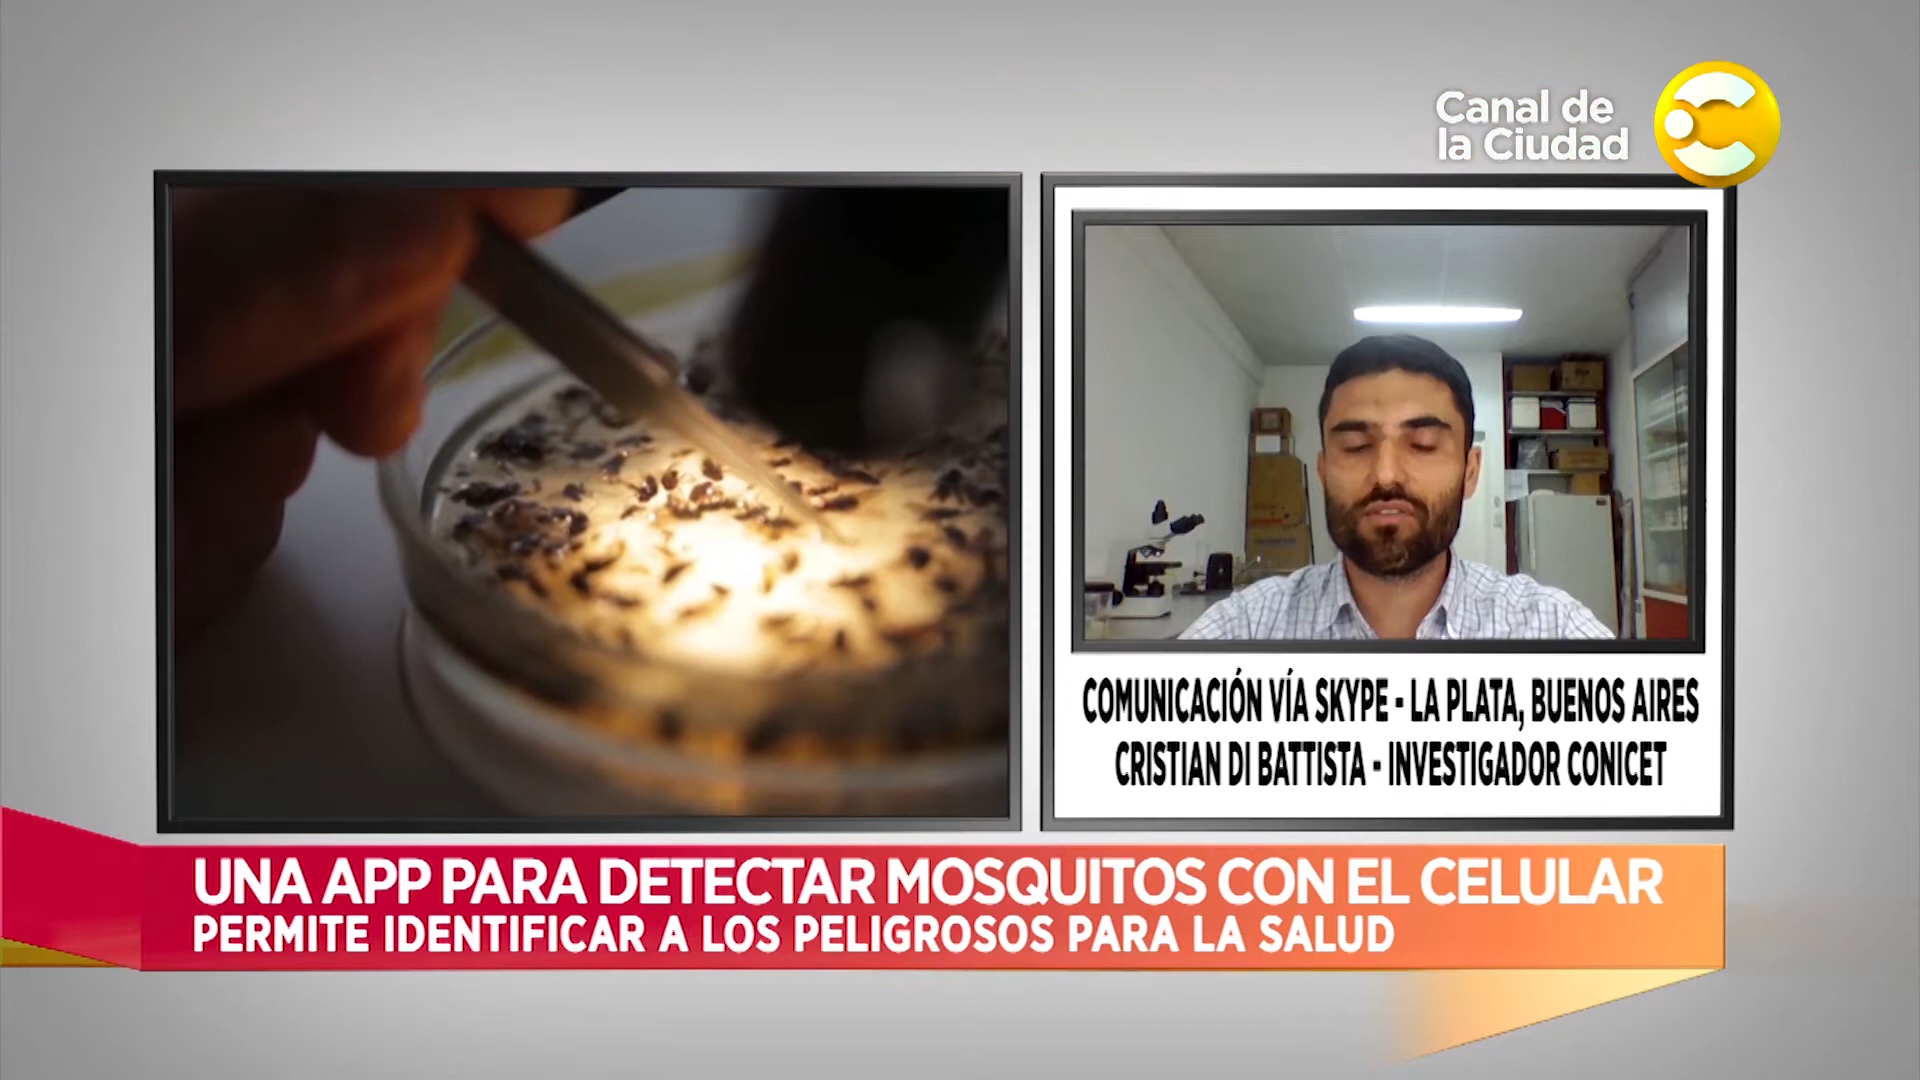 Canal de
la Ciudad
COMUNICACIÓN VÍA SKYPE - LA PLATA, BUENOS AIRES
CRISTIAN DI BATTISTA - INVESTIGADOR CONICET
UNA APP PARA DETECTAR MOSQUITOS CON EL CELULAR
PERMITE IDENTIFICAR A LOS PELIGROSOS PARA LA SALUD